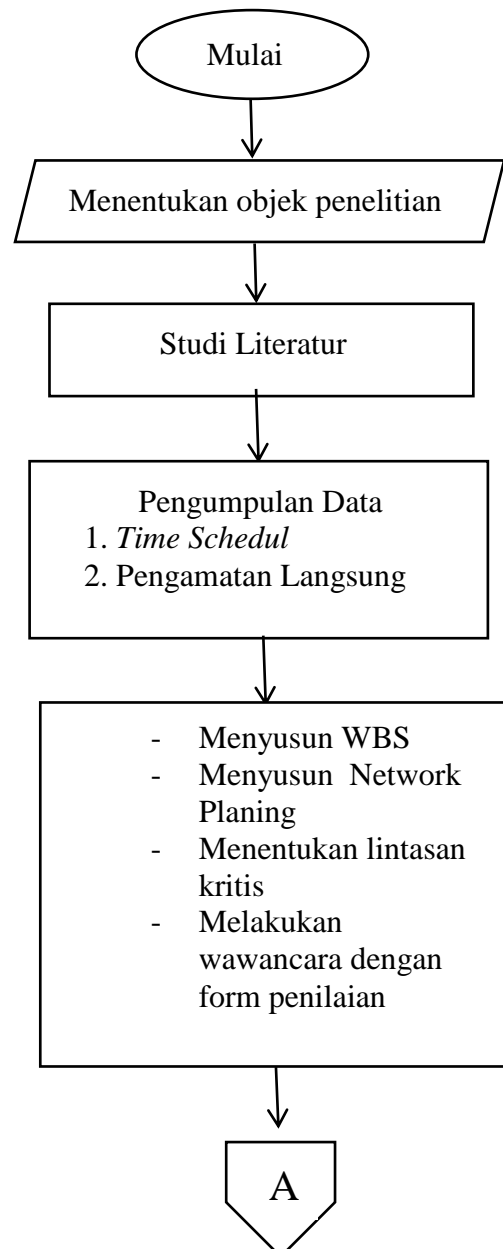 Mulai
Menentukan objek penelitian
Studi Literatur
Pengumpulan Data
1. Time Schedul
2. Pengamatan Langsung
- Menyusun WBS
- Menyusun Network
Planing
- Menentukan lintasan
kritis
- Melakukan
wawancara dengan
form penilaian
A